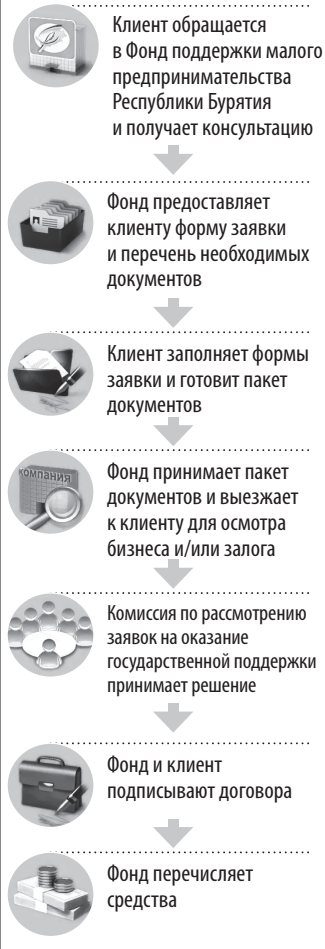 Клиент обращается
в Фонд поддержки малого
предпринимательства
Республики Бурятия
и получает консультацию
Фонд предоставляет
клиенту форму заявки
и перечень необходимых
документов
Клиент заполняет формы
заявки и готовит пакет
документов
компания
Фонд принимает пакет
документов и выезжает
к клиенту для осмотра
бизнеса и/или залога
Комиссия по рассмотрению
заявок на оказание
государственной поддержки
принимает решение
Фонд и клиент
подписывают договора
Фонд перечисляет
средства